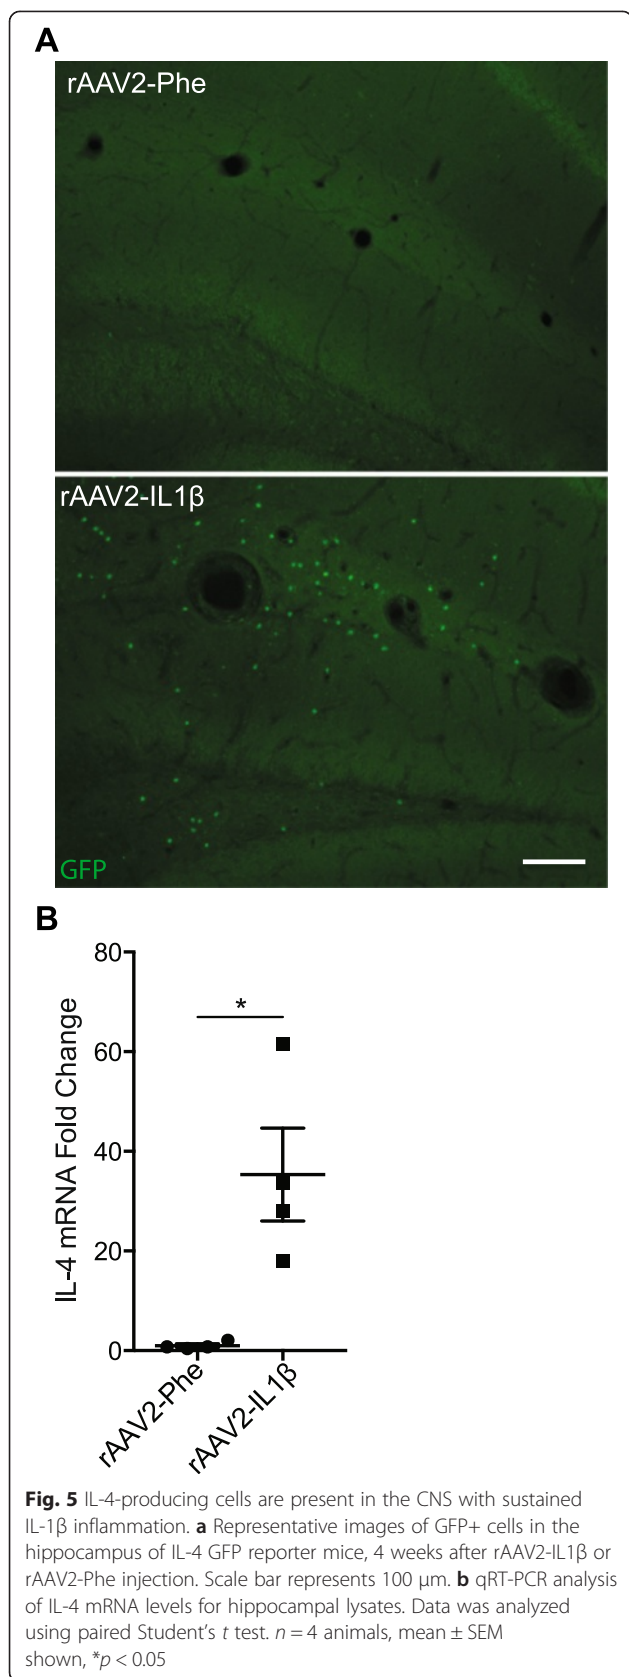 A
rAAV2-Phe
rAAV2-IL1β
GFP
B
80
60
40
20
0
IL-4 mRNA Fold Change
*
rAAV2-Phe
rAAV2-IL1β
Fig. 5 IL-4-producing cells are present in the CNS with sustained
IL-1β inflammation. a Representative images of GFP+ cells in the
hippocampus of IL-4 GFP reporter mice, 4 weeks after rAAV2-IL1β or
rAAV2-Phe injection. Scale bar represents 100 μm. b qRT-PCR analysis
of IL-4 mRNA levels for hippocampal lysates. Data was analyzed
using paired Student's t test. n = 4 animals, mean ± SEM
shown, *p < 0.05